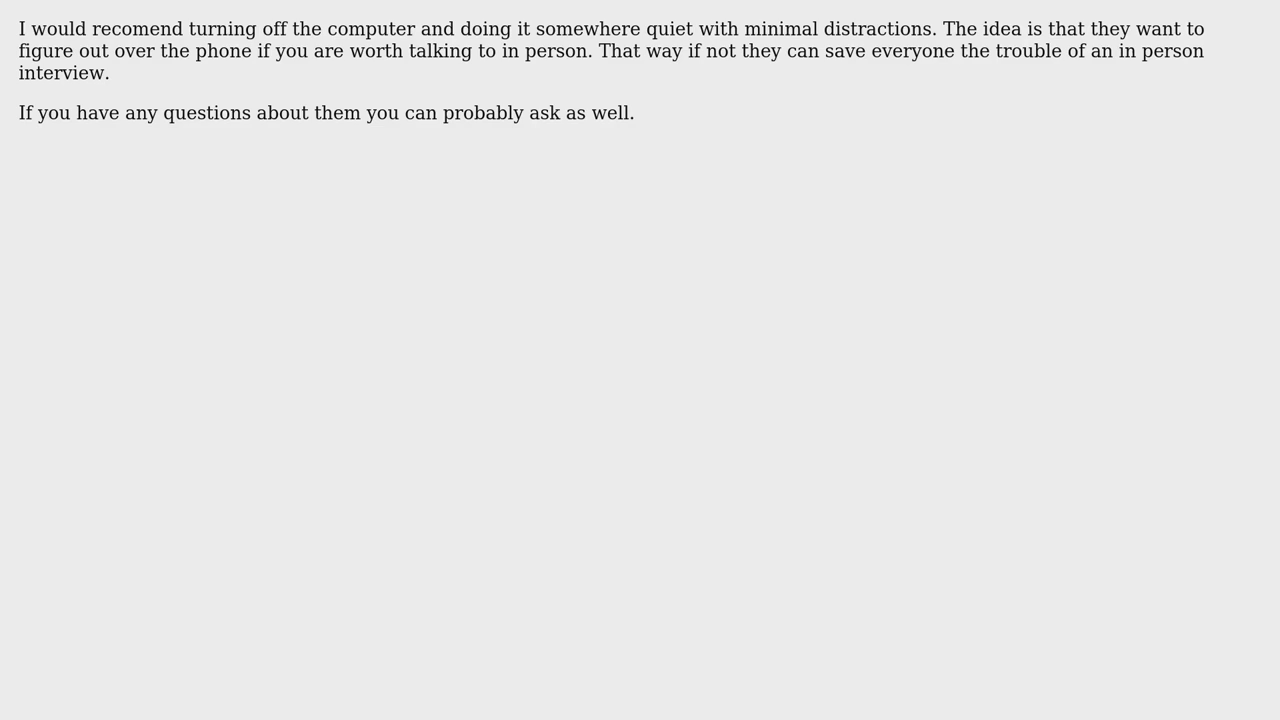 I would recomend turning off the computer and doing it somewhere quiet with minimal distractions. The idea is that they want to
figure out over the phone if you are worth talking to in person. That way if not they can save everyone the trouble of an in person
interview.
If you have any questions about them you can probably ask as well.